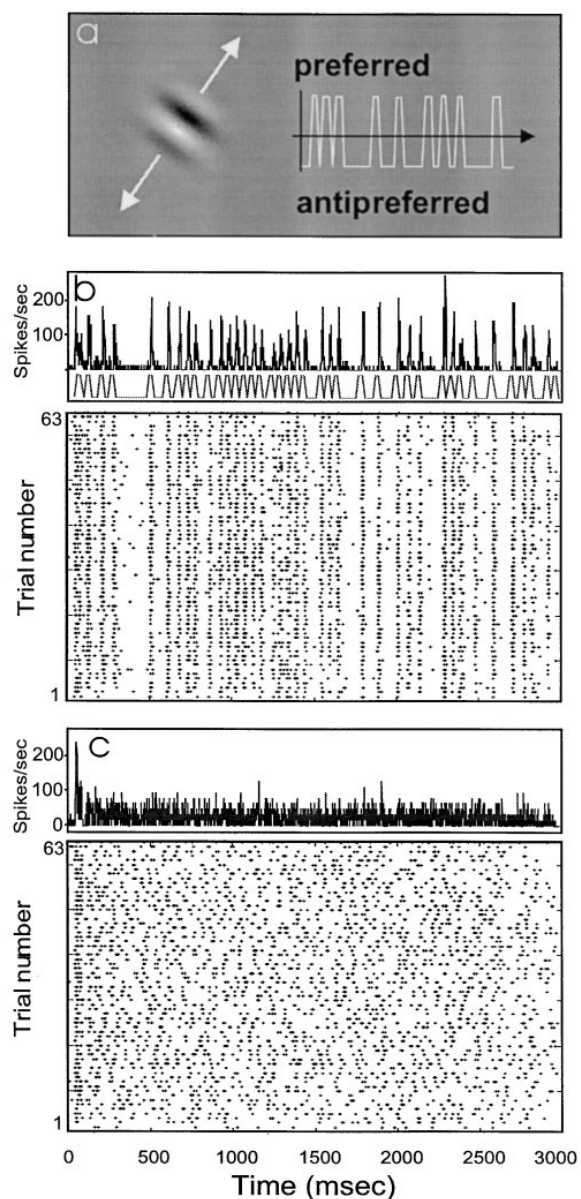 a
preferred
antipreferred
b
Spikes/sec
200
100
63
Trial number
1
c
Spikes/sec
200
100
0
63
Trial number
1
0 500 1000 1500 2000 2500 3000
Time (msec)